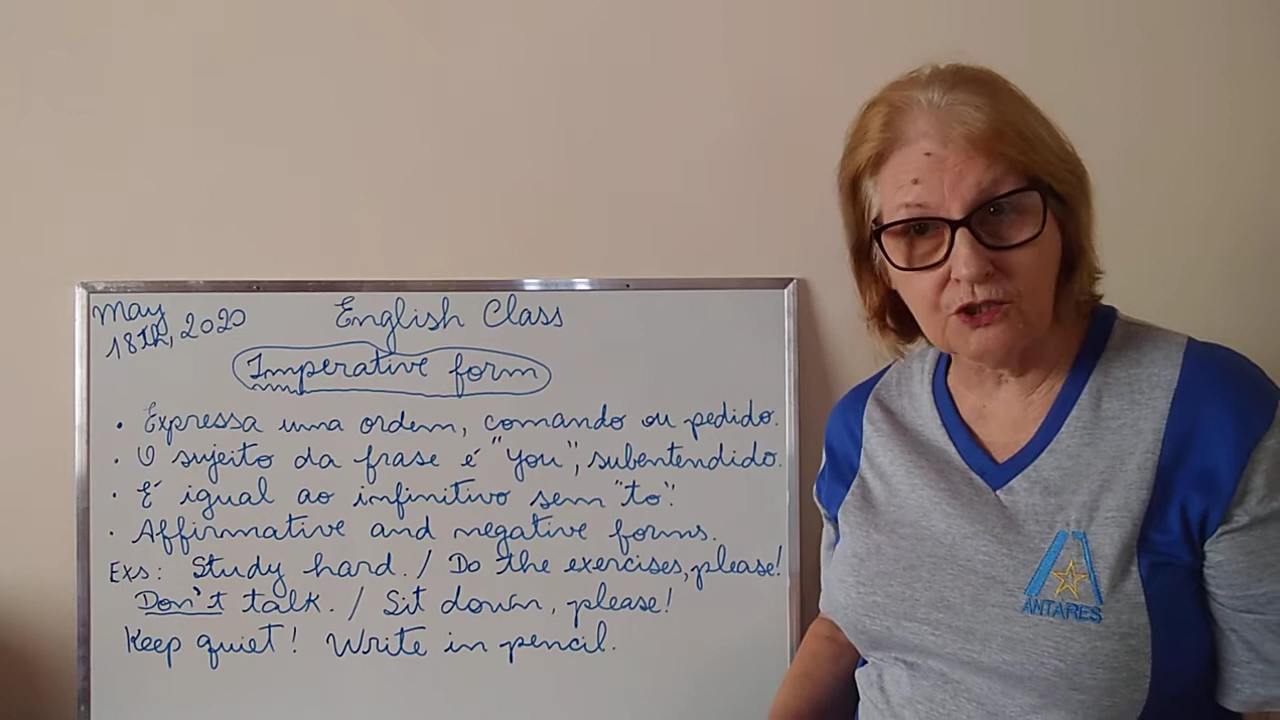 May
18th, 2020
English Class
Imperative form
• Expressa uma ordem, comando ou pedido.
• O sujeito da frase é "you", subentendido.
• É igual ao infinitivo sem "to".
• Affirmative and negative forms.
Exs: Study hard. / Do the exercises, please!
Don't talk. / Sit down, please!
Keep quiet! Write in pencil.
ANTARES